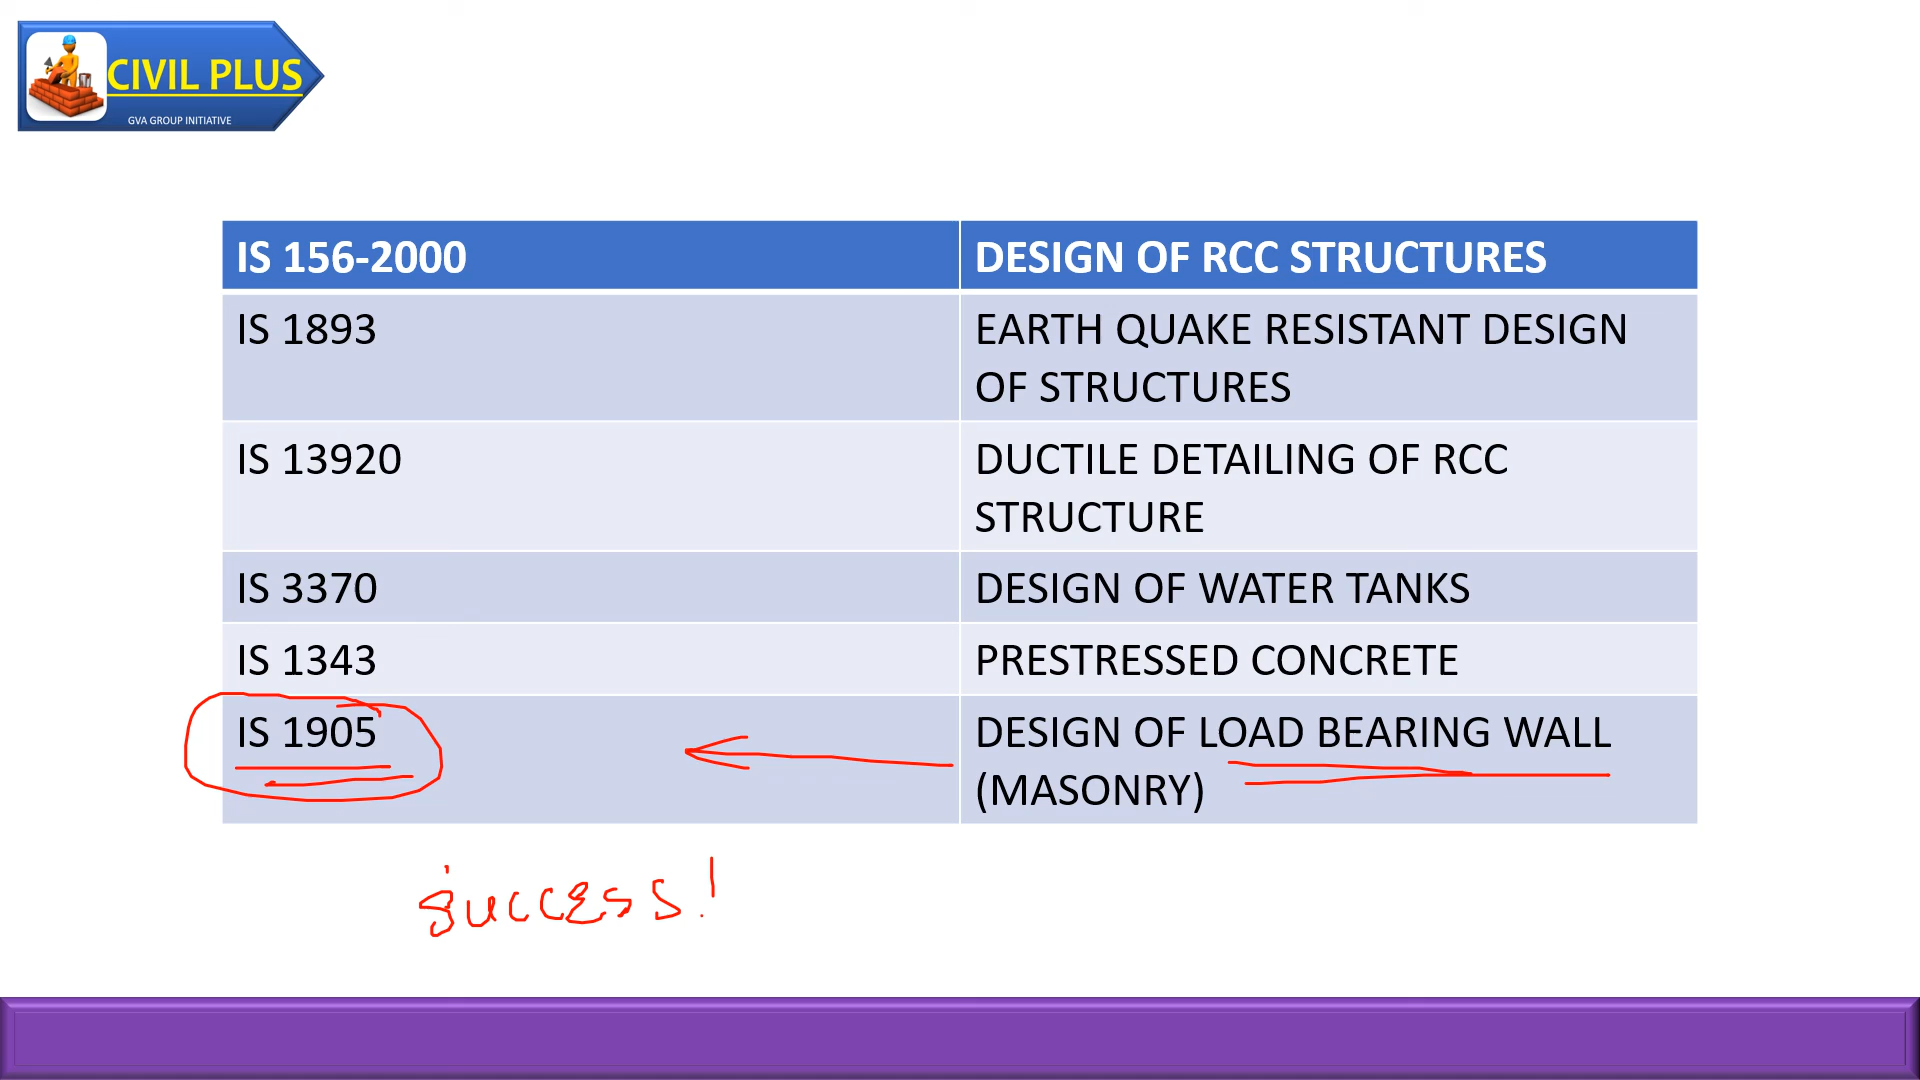 CIVIL PLUS
GVA GROUP INITIATIVE
IS 156-2000 DESIGN OF RCC STRUCTURES
IS 1893 EARTH QUAKE RESISTANT DESIGN
OF STRUCTURES
IS 13920 DUCTILE DETAILING OF RCC
STRUCTURE
IS 3370 DESIGN OF WATER TANKS
IS 1343 PRESTRESSED CONCRETE
IS 1905 DESIGN OF LOAD BEARING WALL
(MASONRY)
success!